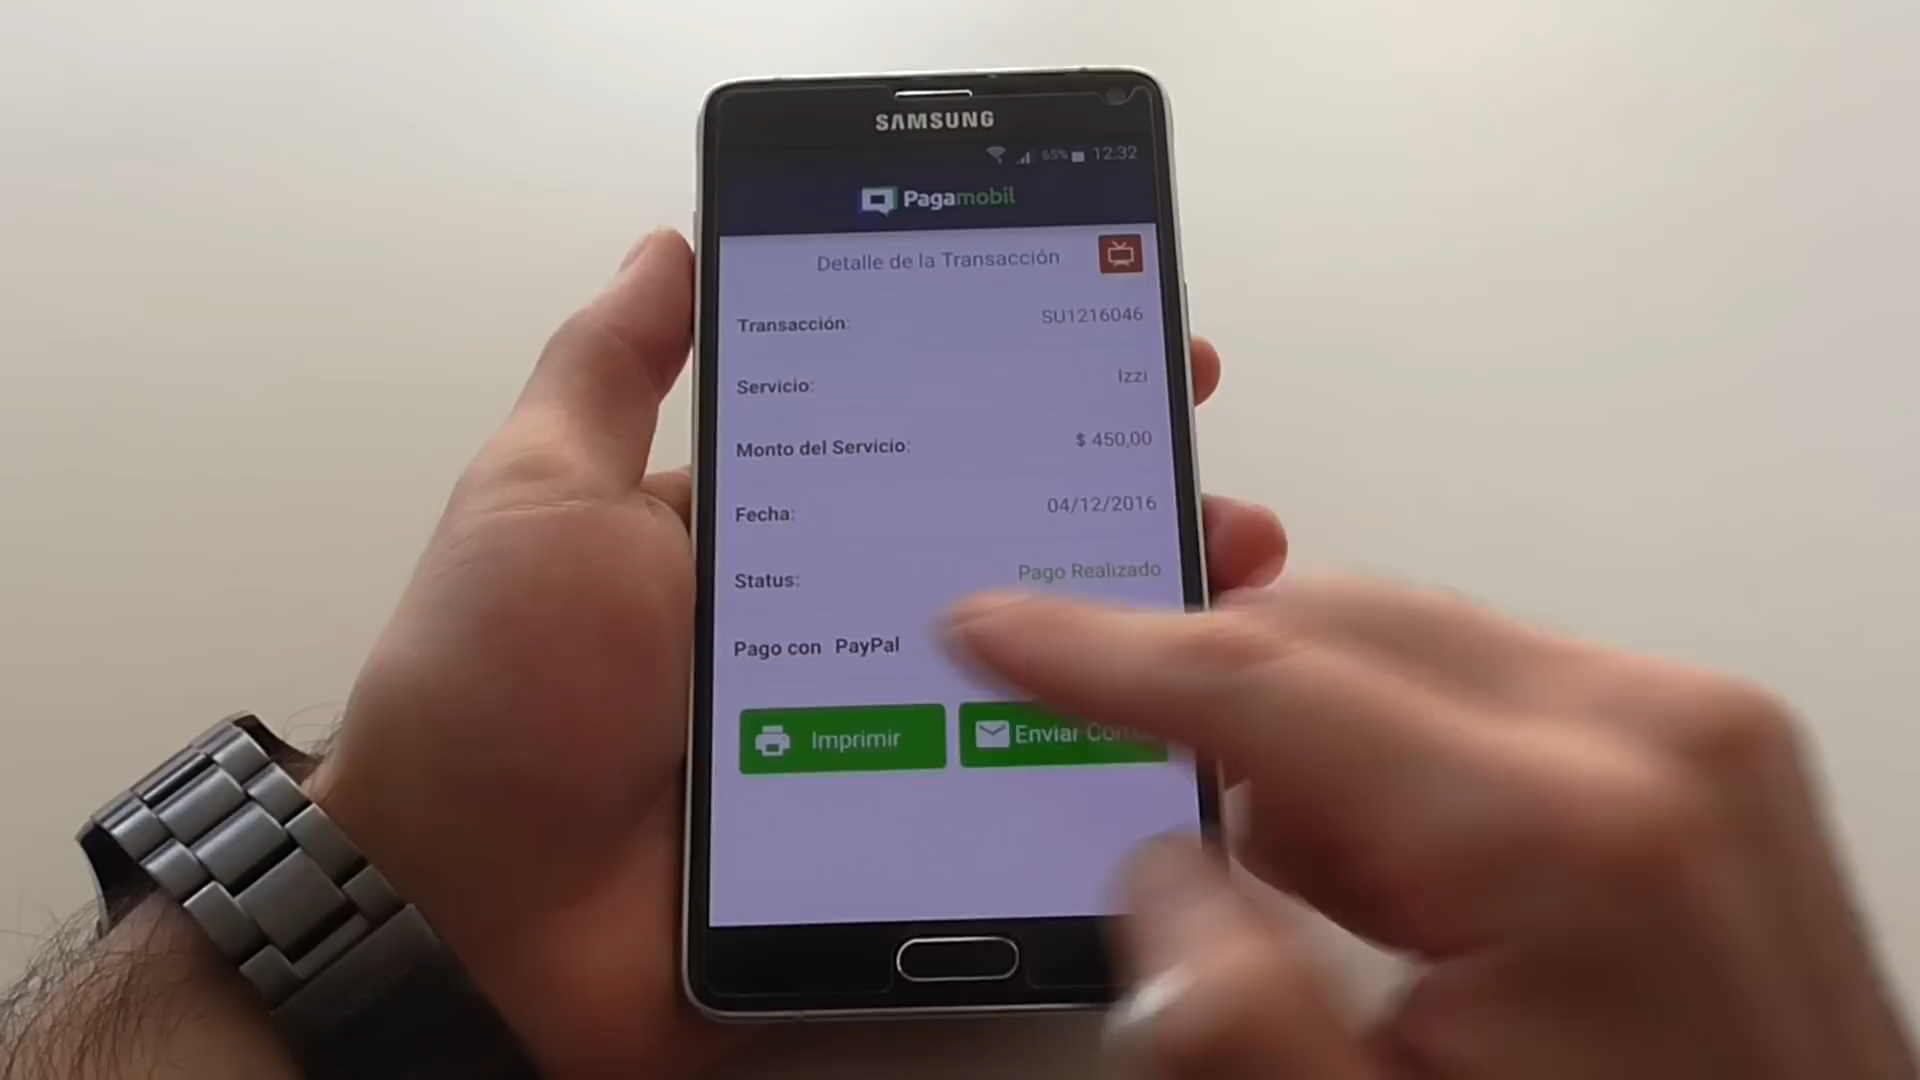 SAMSUNG
65% 12:32
Pagamobil
Detalle de la Transacción
Transacción: SU1216046
Servicio: Izzi
Monto del Servicio: $ 450,00
Fecha: 04/12/2016
Status: Pago Realizado
Pago con PayPal
Imprimir
Enviar